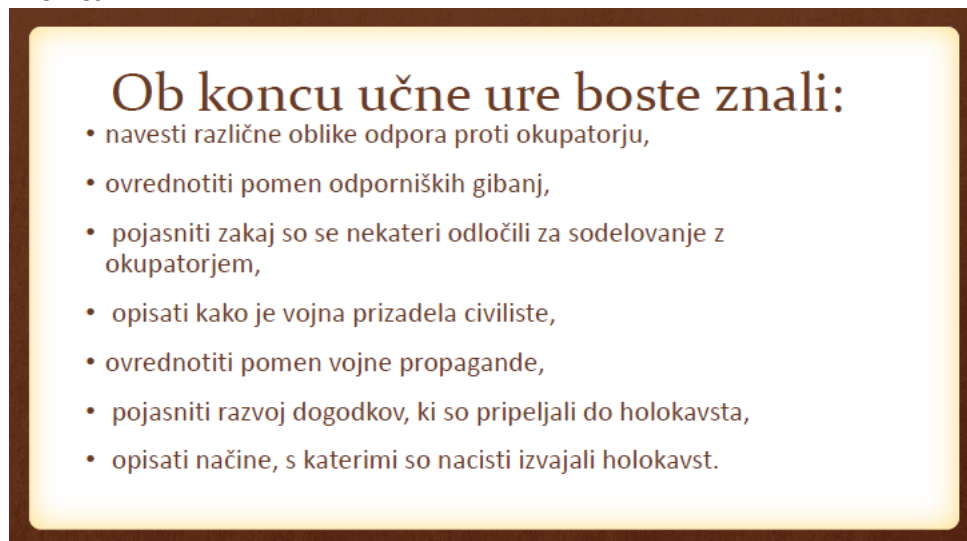 Ob koncu učne ure boste znali:
• navesti različne oblike odpora proti okupatorju,
• ovrednotiti pomen odporniških gibanj,
• pojasniti zakaj so se nekateri odločili za sodelovanje z
okupatorjem,
• opisati kako je vojna prizadela civiliste,
• ovrednotiti pomen vojne propagande,
• pojasniti razvoj dogodkov, ki so pripeljali do holokavsta,
• opisati načine, s katerimi so nacisti izvajali holokavst.